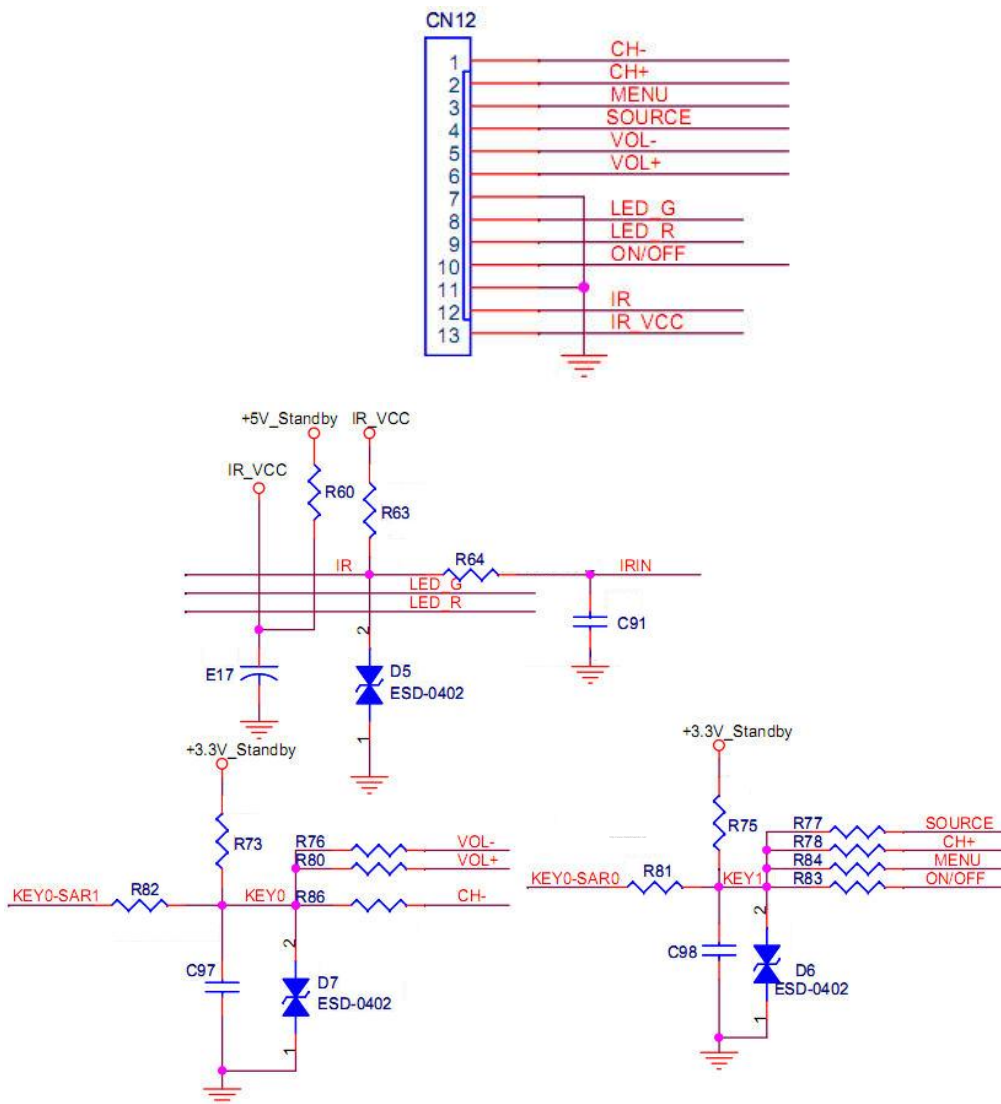 CN12
1 CH-
2 CH+
3 MENU
4 SOURCE
5 VOL-
6 VOL+
7
8 LED_G
9 LED_R
10 ON/OFF
11
12 IR
13 IR_VCC
+5V_Standby IR_VCC
IR_VCC
R60
R63
IR R64 IRIN
LED_G
LED_R
C91
2
E17
D5
ESD-0402
1
+3.3V_Standby
R73
R76 VOL-
R80 VOL+
KEY0-SAR1 R82 KEY0 R86 CH-
2
C97
D7
ESD-0402
1
+3.3V_Standby
R75
R77 SOURCE
R78 CH+
R84 MENU
KEY0-SAR0 R81 KEY1 R83 ON/OFF
2
C98
D6
ESD-0402
1